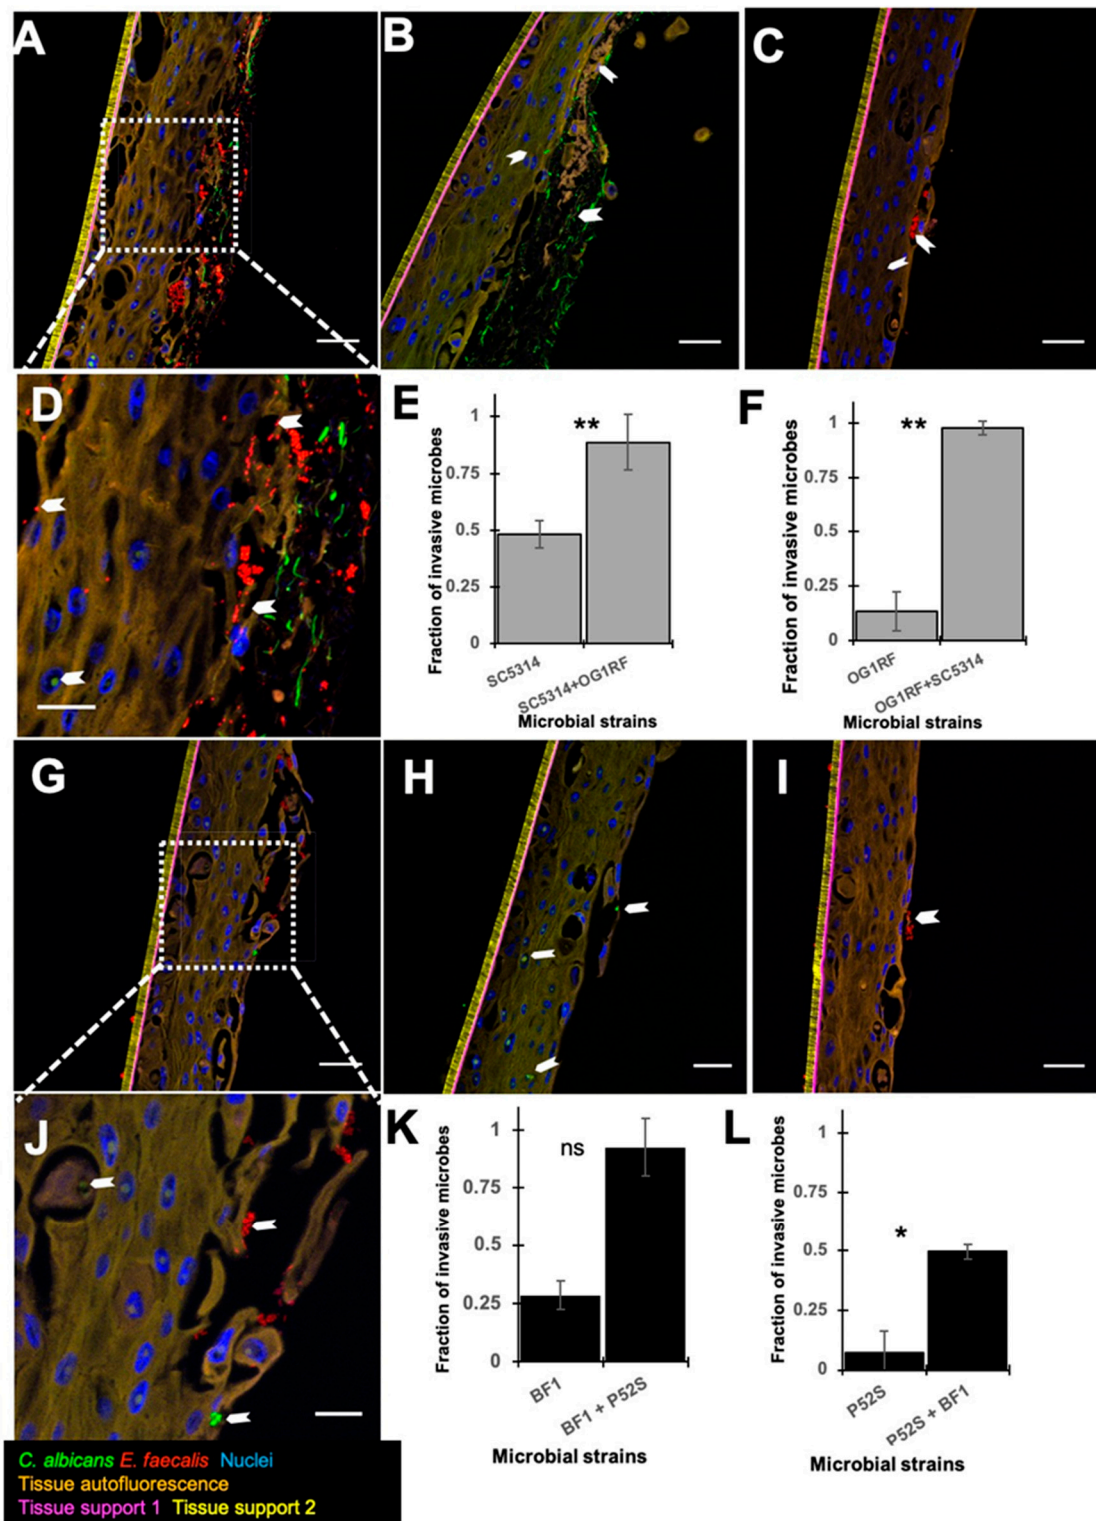 A
B
C
D
E
1
0.75
0.5
0.25
0
**
Fraction of invasive microbes
SC5314
SC5314+OG1RF
Microbial strains
F
1
0.75
0.5
0.25
0
**
Fraction of invasive microbes
OG1RF
OG1RF+SC5314
Microbial strains
G
H
I
J
K
1
0.75
0.5
0.25
0
ns
Fraction of invasive microbes
BF1
BF1 + P52S
Microbial strains
L
1
0.75
0.5
0.25
0
*
Fraction of invasive microbes
P52S
P52S + BF1
Microbial strains
C. albicans E. faecalis Nuclei
Tissue autofluorescence
Tissue support 1 Tissue support 2